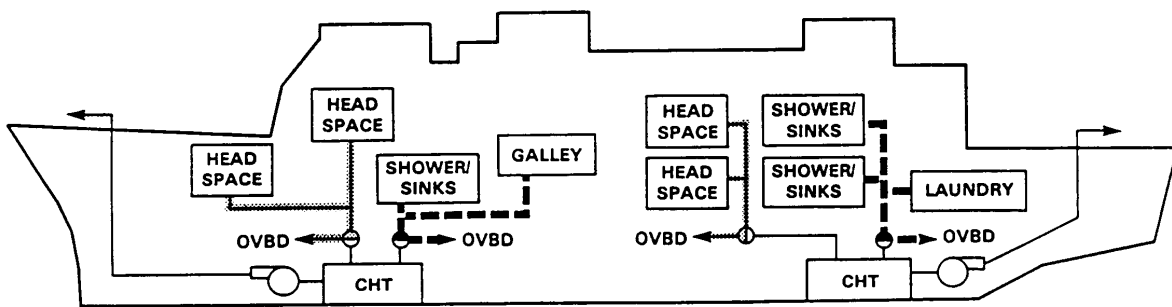 HEAD
SPACE
HEAD
SPACE
SHOWER/
SINKS
GALLEY
OVBD
OVBD
CHT
HEAD
SPACE
SHOWER/
SINKS
HEAD
SPACE
SHOWER/
SINKS
LAUNDRY
OVBD
OVBD
CHT